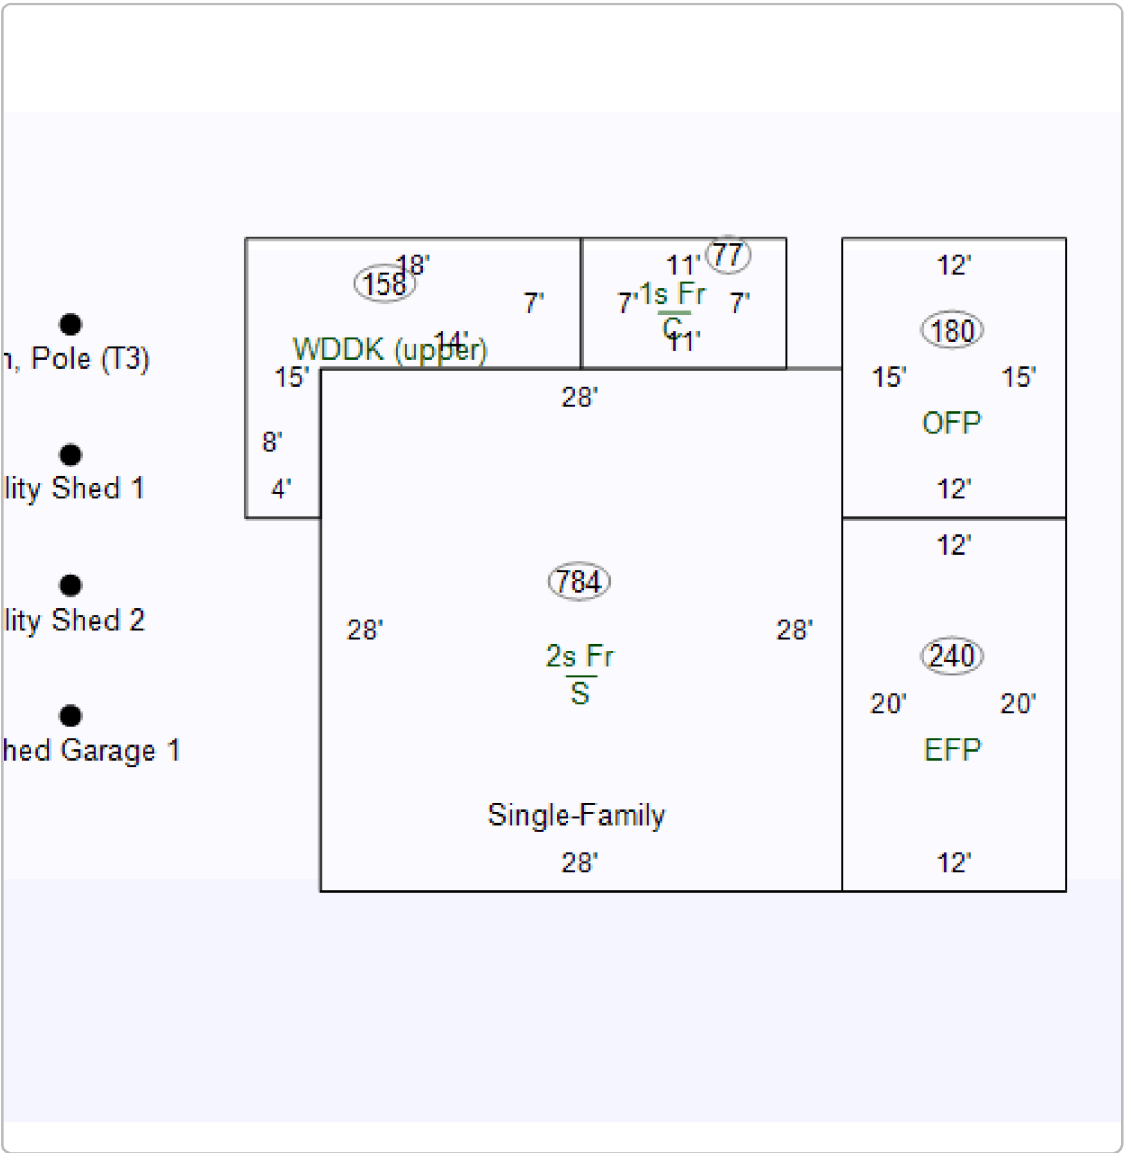 18'
158
7'
14'
WDDK (upper)
15'
8'
4'
11'
77
7'
1s Fr
7'
C
11'
12'
180
15'
15'
OFP
12'
n, Pole (T3)
lity Shed 1
lity Shed 2
hed Garage 1
28'
784
28'
28'
2s Fr
S
Single-Family
28'
12'
240
20'
20'
EFP
12'